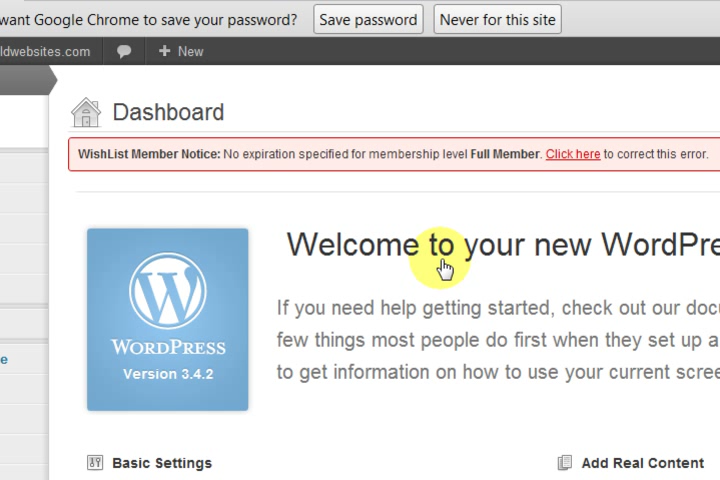 want Google Chrome to save your password? Save password Never for this site
ldwebsites.com New
Dashboard
WishList Member Notice: No expiration specified for membership level Full Member. Click here to correct this error.
Welcome to your new WordPre
If you need help getting started, check out our docu
few things most people do first when they set up a
to get information on how to use your current scree
WORDPRESS
Version 3.4.2
e
Basic Settings Add Real Content